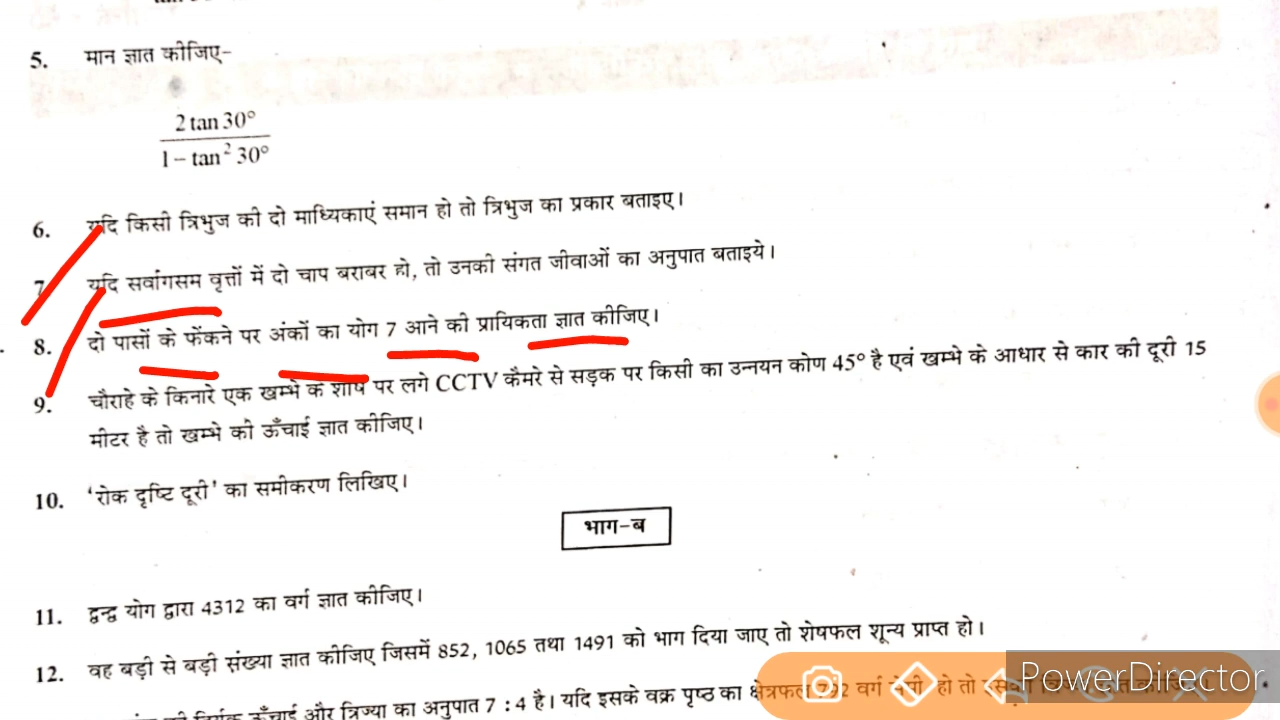 5. मान ज्ञात कीजिए-
2 tan 30°
1 - tan² 30°
6. यदि किसी त्रिभुज की दो माध्यिकाएं समान हो तो त्रिभुज का प्रकार बताइए।
7 यदि सर्वांगसम वृत्तों में दो चाप बराबर हो, तो उनकी संगत जीवाओं का अनुपात बताइये।
8. दो पासों के फेंकने पर अंकों का योग 7 आने की प्रायिकता ज्ञात कीजिए।
9. चौराहे के किनारे एक खम्भे के शीर्ष पर लगे CCTV कैमरे से सड़क पर किसी का उन्नयन कोण 45° है एवं खम्भे के आधार से कार की दूरी 15
मीटर है तो खम्भे की ऊँचाई ज्ञात कीजिए।
10. 'रोक दृष्टि दूरी' का समीकरण लिखिए।
भाग-ब
11. द्वन्द्व योग द्वारा 4312 का वर्ग ज्ञात कीजिए।
12. वह बड़ी से बड़ी संख्या ज्ञात कीजिए जिसमें 852, 1065 तथा 1491 को भाग दिया जाए तो शेषफल शून्य प्राप्त हो।
ऊँचाई और त्रिज्या का अनुपात 7 : 4 है। यदि इसके वक्र पृष्ठ का क्षेत्रफल 792 वर्ग हो तो
PowerDirector